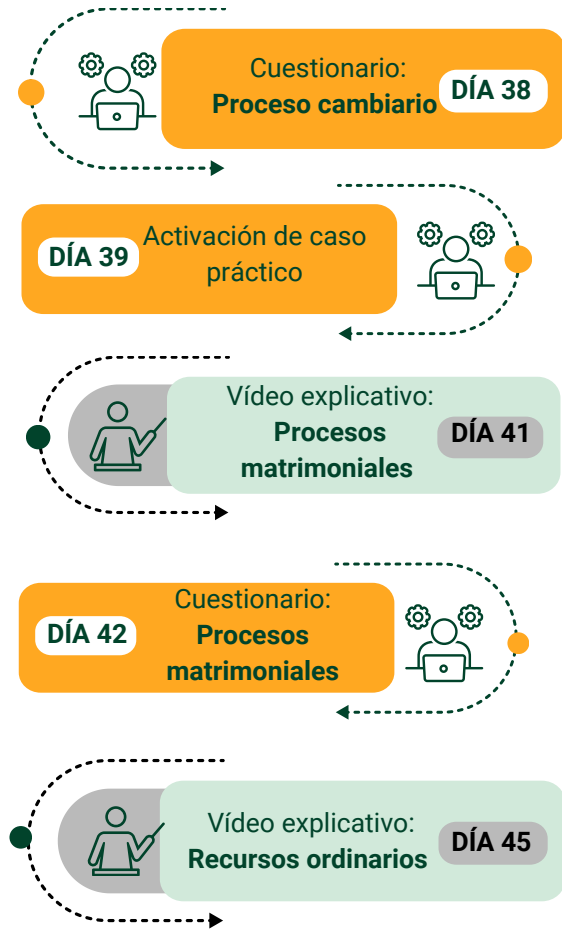 Cuestionario:
Proceso cambiario
DÍA 38
DÍA 39
Activación de caso
práctico
Vídeo explicativo:
Procesos
matrimoniales
DÍA 41
DÍA 42
Cuestionario:
Procesos
matrimoniales
Vídeo explicativo:
Recursos ordinarios
DÍA 45